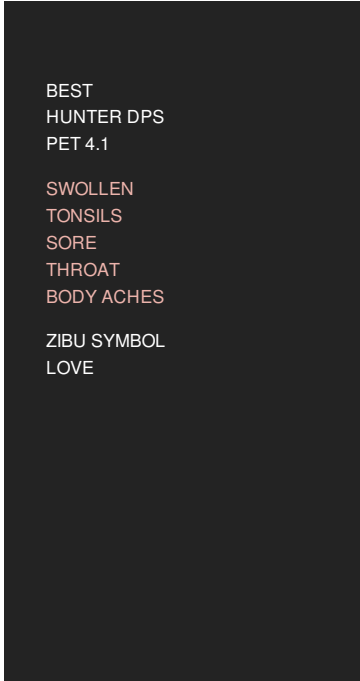 BEST
HUNTER DPS
PET 4.1
SWOLLEN
TONSILS
SORE
THROAT
BODY ACHES
ZIBU SYMBOL
LOVE